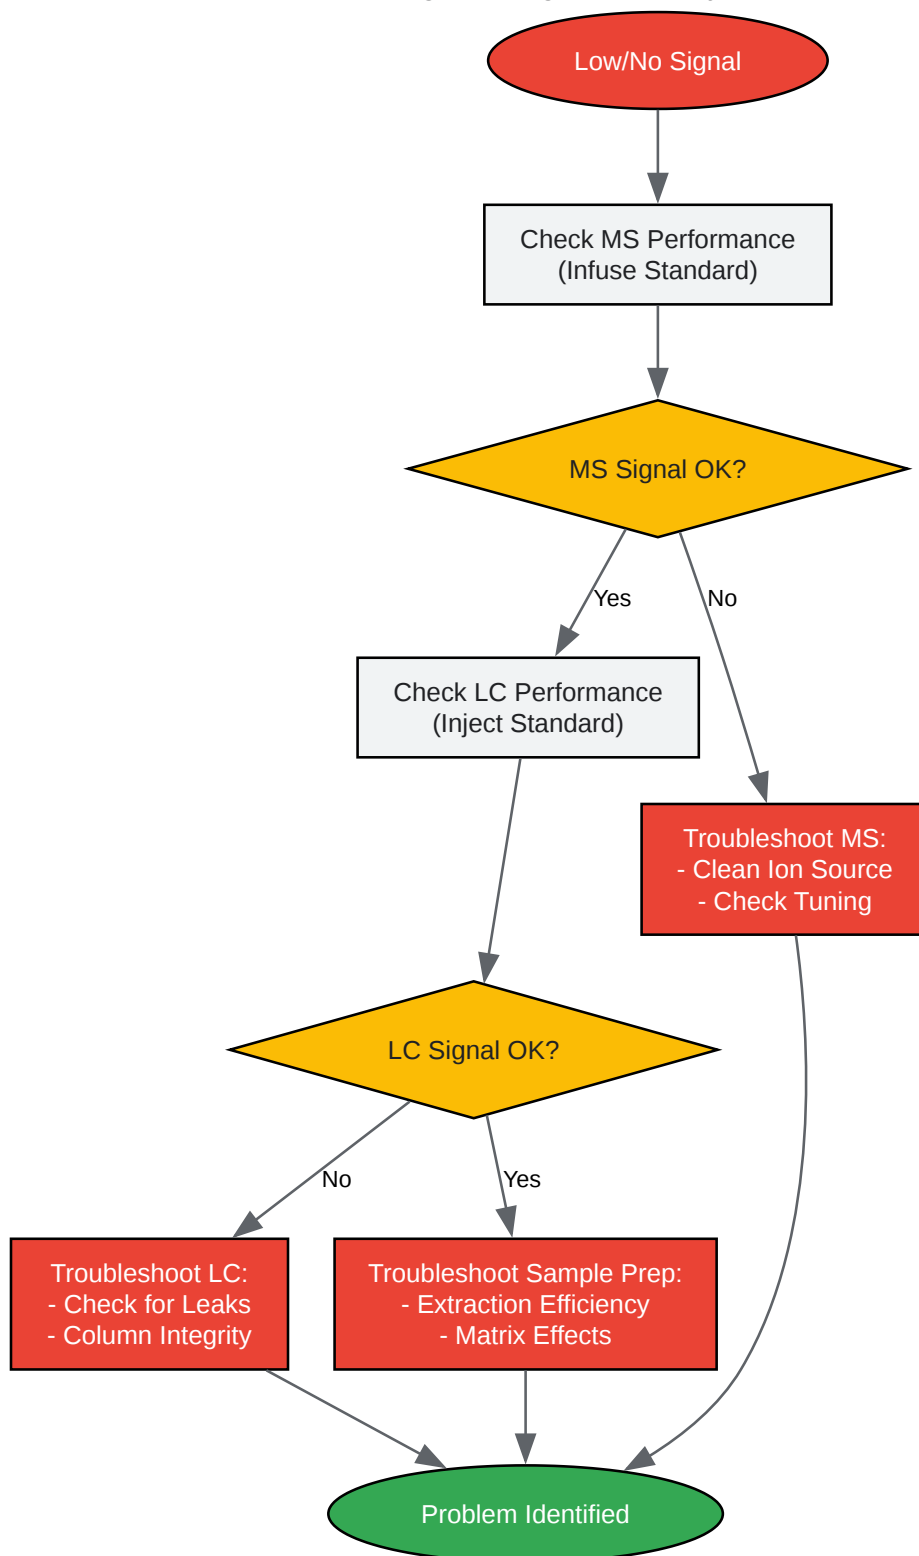 Low/No Signal
Check MS Performance
(Infuse Standard)
MS Signal OK?
Yes
No
Check LC Performance
(Inject Standard)
Troubleshoot MS:
- Clean Ion Source
- Check Tuning
LC Signal OK?
No
Yes
Troubleshoot LC:
- Check for Leaks
- Column Integrity
Troubleshoot Sample Prep:
- Extraction Efficiency
- Matrix Effects
Problem Identified